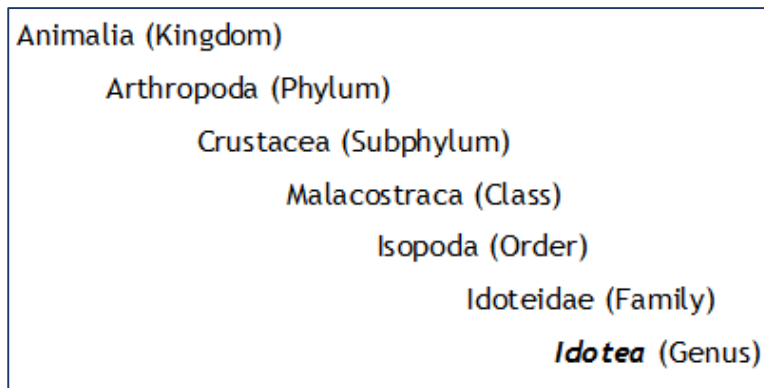 Animalia (Kingdom)
Arthropoda (Phylum)
Crustacea (Subphylum)
Malacostraca (Class)
Isopoda (Order)
Idoteidae (Family)
Idotea (Genus)